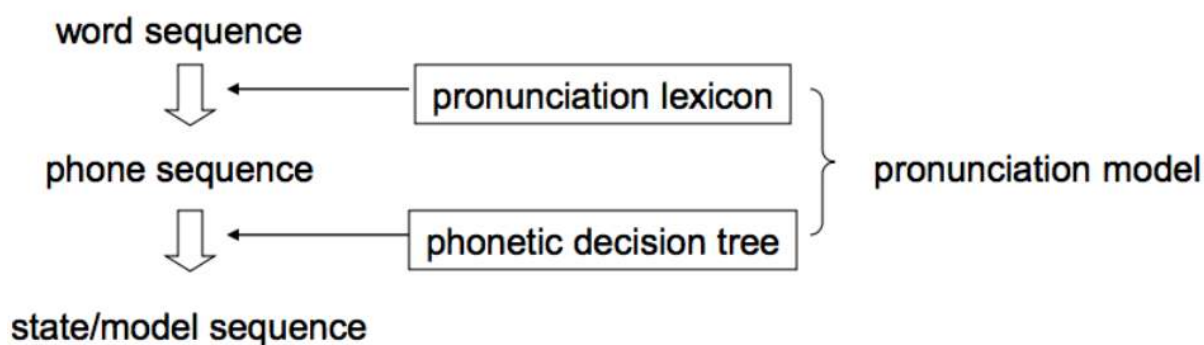 word sequence
pronunciation lexicon
phone sequence
pronunciation model
phonetic decision tree
state/model sequence